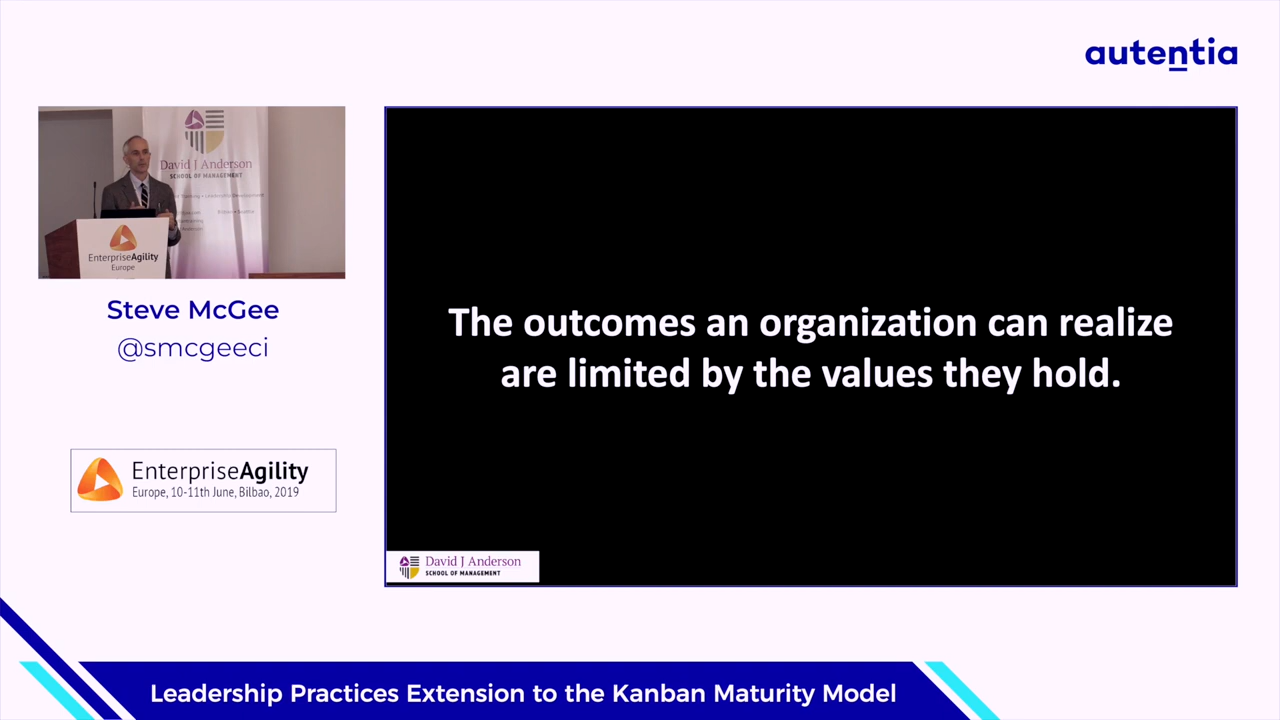 autentia
David J Anderson
SCHOOL OF MANAGEMENT
EnterpriseAgility
Europe
Steve McGee
@smcgeeci
The outcomes an organization can realize
are limited by the values they hold.
EnterpriseAgility
Europe, 10-11th June, Bilbao, 2019
David J Anderson
SCHOOL OF MANAGEMENT
Leadership Practices Extension to the Kanban Maturity Model